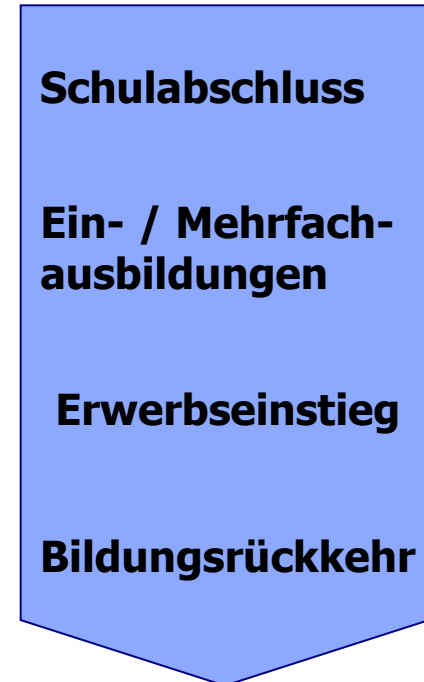 Schulabschluss
Ein- / Mehrfach-
ausbildungen
Erwerbseinstieg
Bildungsrückkehr